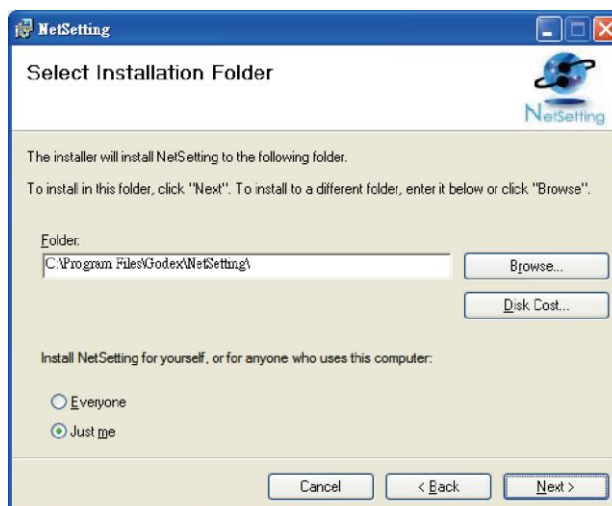 NetSetting
Select Installation Folder
NetSetting
The installer will install NetSetting to the following folder.
To install in this folder, click "Next". To install to a different folder, enter it below or click "Browse".
Folder:
C:\Program Files\Godex\NetSetting\
Browse...
Disk Cost...
Install NetSetting for yourself, or for anyone who uses this computer:
Everyone
Just me
Cancel
< Back
Next >